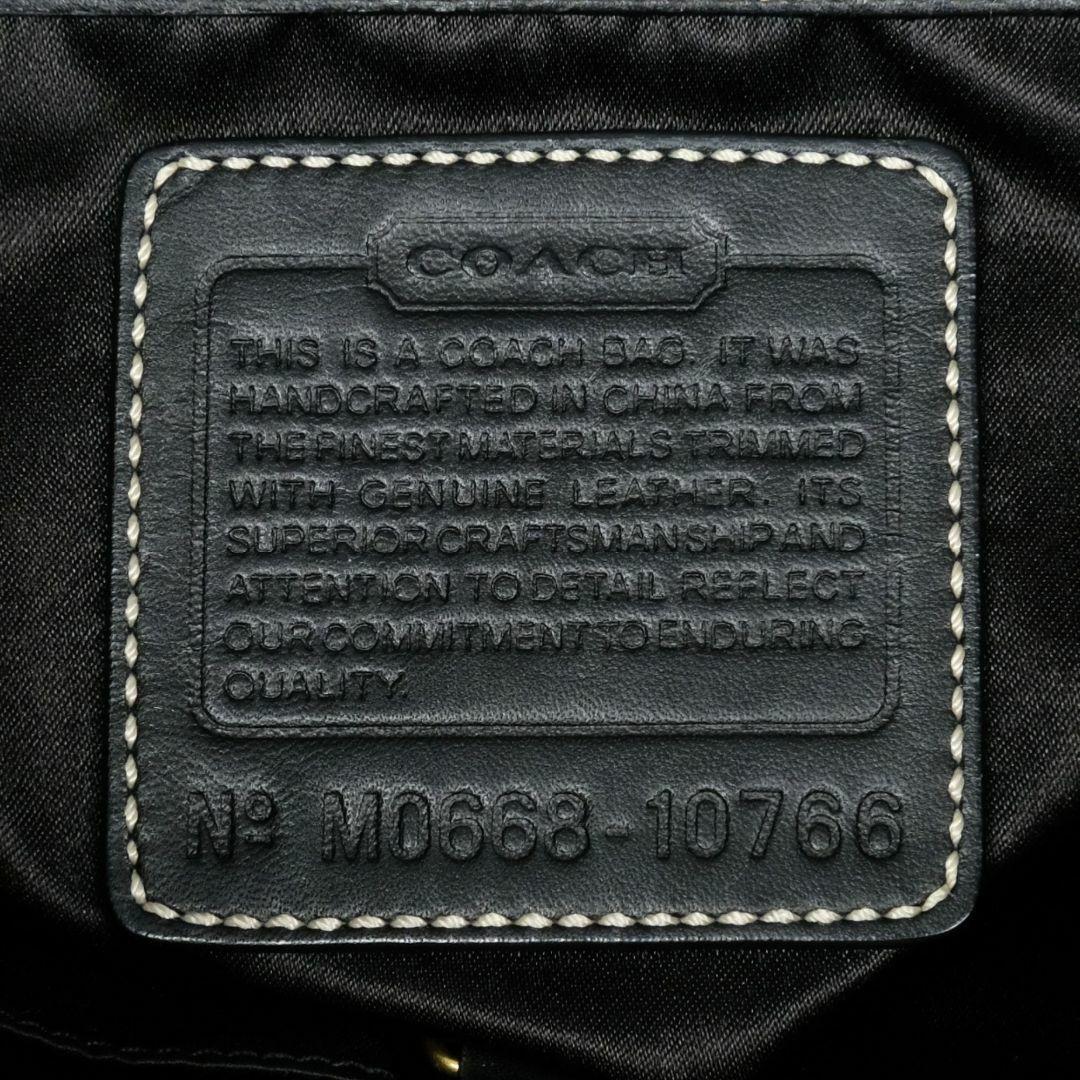 COACH
THIS IS A COACH BAG. IT WAS
HANDCRAFTED IN CHINA FROM
THE FINEST MATERIALS TRIMMED
WITH GENUINE LEATHER. ITS
SUPERIOR CRAFTSMANSHIP AND
ATTENTION TO DETAIL REFLECT
OUR COMMITMENT TO ENDURING
QUALITY.
Nº M0668-10766